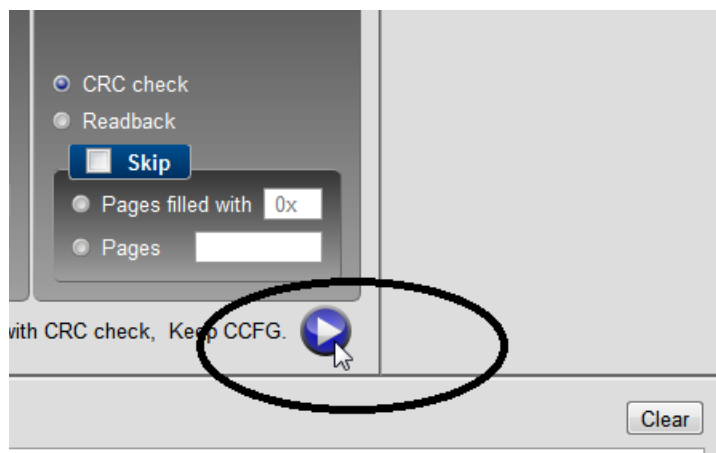 CRC check
Readback
Skip
Pages filled with 0x
Pages
with CRC check, Keep CCFG.
Clear